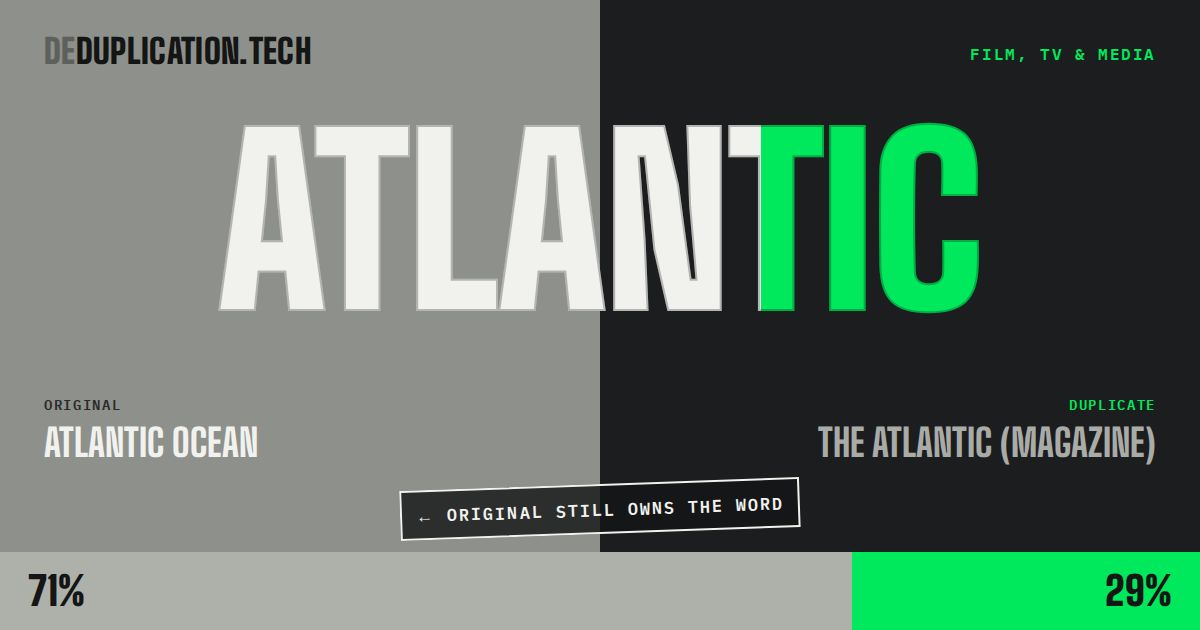 DEDUPLICATION.TECH
FILM, TV & MEDIA
ATLANTIC
ORIGINAL
ATLANTIC OCEAN
DUPLICATE
THE ATLANTIC (MAGAZINE)
← ORIGINAL STILL OWNS THE WORD
71%
29%